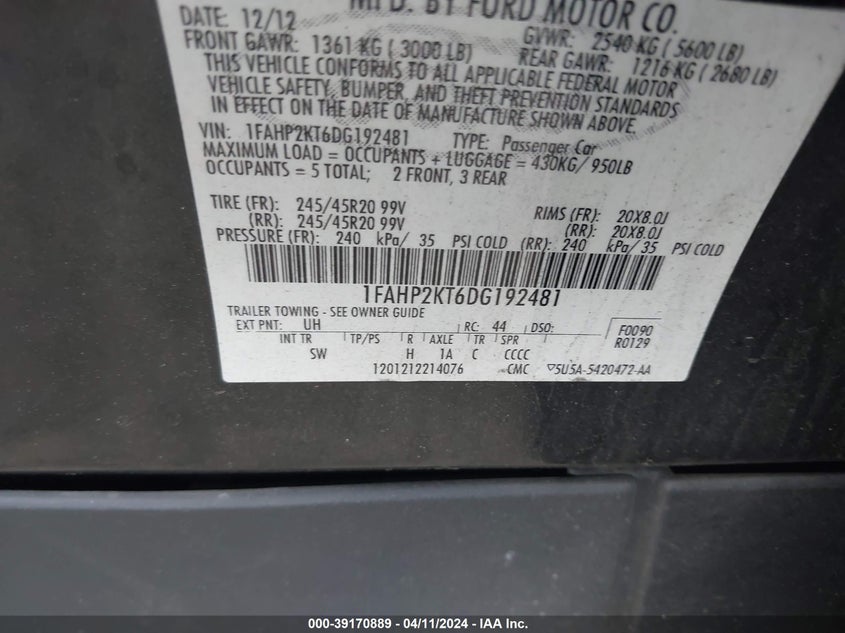 MFD. BY FORD MOTOR CO.
DATE: 12/12 GVWR: 2540 KG ( 5600 LB)
FRONT GAWR: 1361 KG ( 3000 LB) REAR GAWR: 1216 KG ( 2680 LB)
THIS VEHICLE CONFORMS TO ALL APPLICABLE FEDERAL MOTOR
VEHICLE SAFETY, BUMPER, AND THEFT PREVENTION STANDARDS
IN EFFECT ON THE DATE OF MANUFACTURE SHOWN ABOVE.
VIN: 1FAHP2KT6DG192481 TYPE: Passenger Car
MAXIMUM LOAD = OCCUPANTS + LUGGAGE = 430KG/ 950LB
OCCUPANTS = 5 TOTAL; 2 FRONT, 3 REAR
TIRE (FR): 245/45R20 99V RIMS (FR): 20X8.0J
(RR): 245/45R20 99V (RR): 20X8.0J
PRESSURE (FR): 240 kPa/ 35 PSI COLD (RR): 240 kPa/ 35 PSI COLD
1FAHP2KT6DG192481
TRAILER TOWING - SEE OWNER GUIDE
EXT PNT: UH RC: 44 DSO: F0090
R0129
INT TR TP/PS R AXLE TR SPR
SW H 1A C CCCC
1201212214076 CMC ▽5U5A-5420472-AA
000-39170889 - 04/11/2024 - IAA Inc.